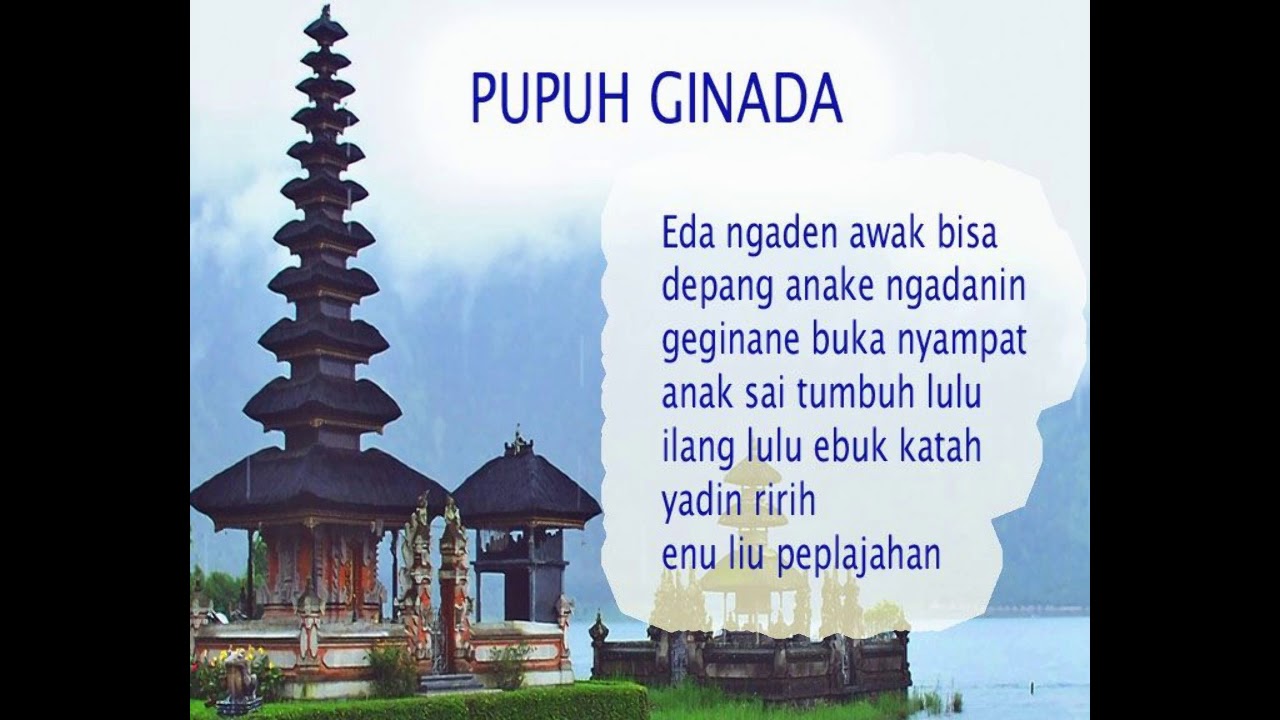 PUPUH GINADA
Eda ngaden awak bisa
depang anake ngadanin
geginane buka nyampat
anak sai tumbuh lulu
ilang lulu ebuk katah
yadin ririh
enu liu peplajahan